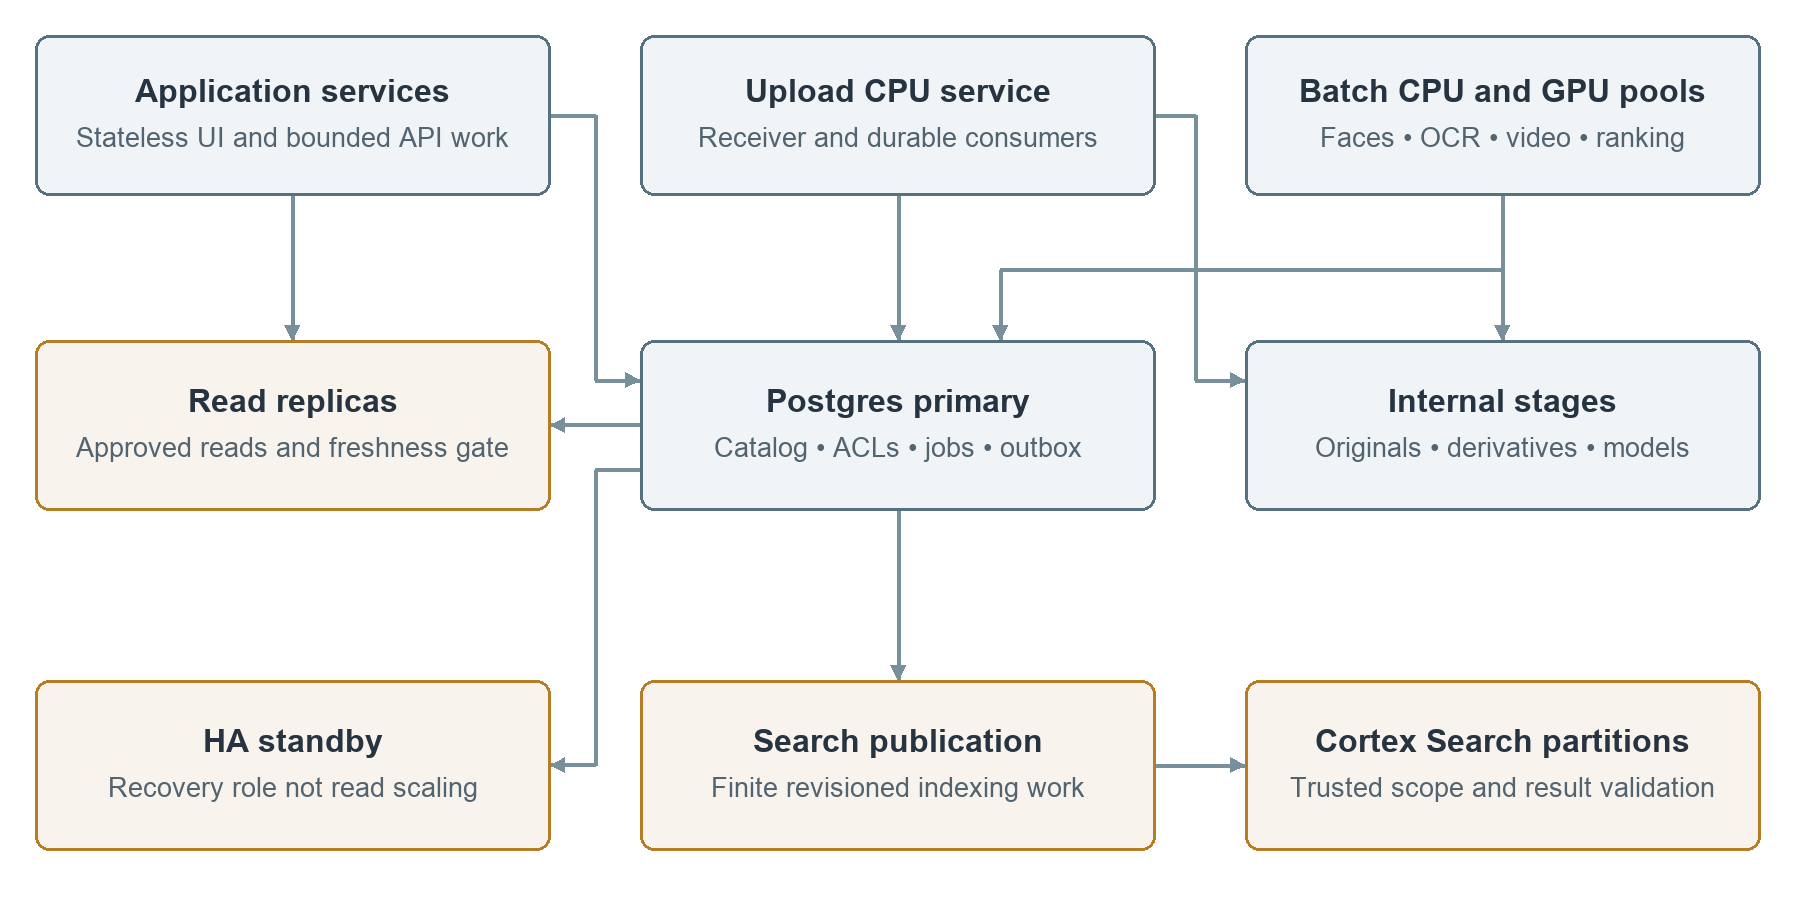 Application services
Stateless UI and bounded API work
Upload CPU service
Receiver and durable consumers
Batch CPU and GPU pools
Faces • OCR • video • ranking
Read replicas
Approved reads and freshness gate
Postgres primary
Catalog • ACLs • jobs • outbox
Internal stages
Originals • derivatives • models
HA standby
Recovery role not read scaling
Search publication
Finite revisioned indexing work
Cortex Search partitions
Trusted scope and result validation